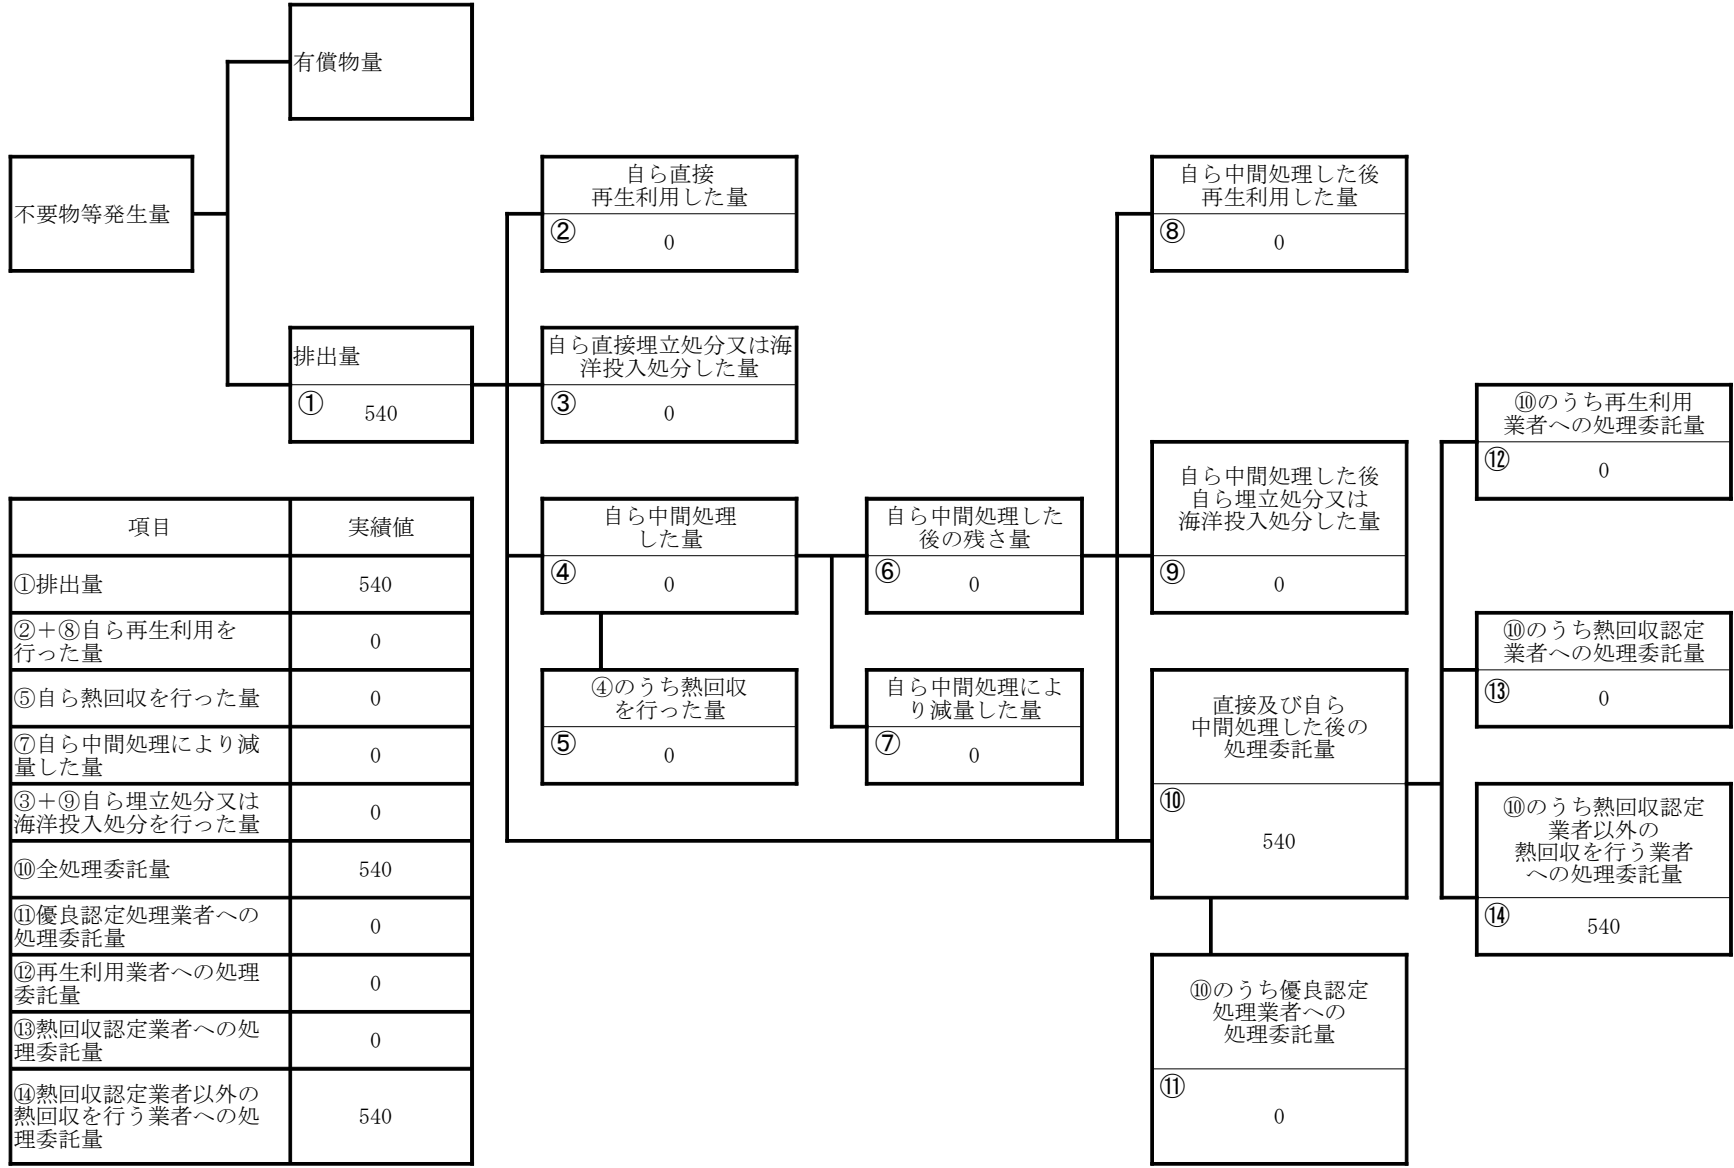 有償物量
不要物等発生量
排出量
①
540
自ら直接
再生利用した量
②
0
自ら直接埋立処分又は海
洋投入処分した量
③
0
自ら中間処理
した量
④
0
④のうち熱回収
を行った量
⑤
0
自ら中間処理した
後の残さ量
⑥
0
自ら中間処理によ
り減量した量
⑦
0
自ら中間処理した後
再生利用した量
⑧
0
自ら中間処理した後
自ら埋立処分又は
海洋投入処分した量
⑨
0
直接及び自ら
中間処理した後の
処理委託量
⑩
540
⑩のうち優良認定
処理業者への
処理委託量
⑪
0
⑩のうち再生利用
業者への処理委託量
⑫
0
⑩のうち熱回収認定
業者への処理委託量
⑬
0
⑩のうち熱回収認定
業者以外の
熱回収を行う業者
への処理委託量
⑭
540
項目 実績値
①排出量 540
②＋⑧自ら再生利用を
行った量
0
⑤自ら熱回収を行った量 0
⑦自ら中間処理により減
量した量
0
③＋⑨自ら埋立処分又は
海洋投入処分を行った量
0
⑩全処理委託量 540
⑪優良認定処理業者への
処理委託量
0
⑫再生利用業者への処理
委託量
0
⑬熱回収認定業者への処
理委託量
0
⑭熱回収認定業者以外の
熱回収を行う業者への処
理委託量
540